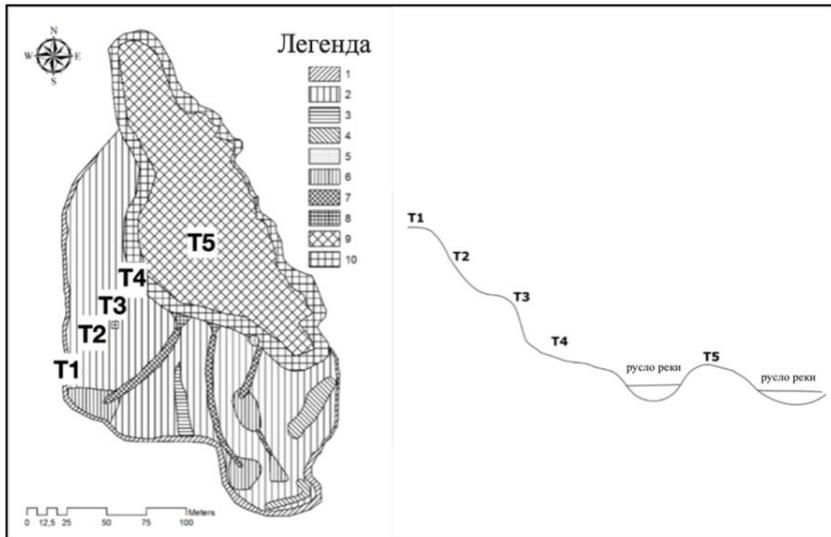 N
W E
S
Легенда
1
2
3
4
5
6
7
8
9
10
T5
T4
T3
T2
T1
Meters
0 12,5 25 50 75 100
T1
T2
T3
T4
русло реки
T5
русло реки